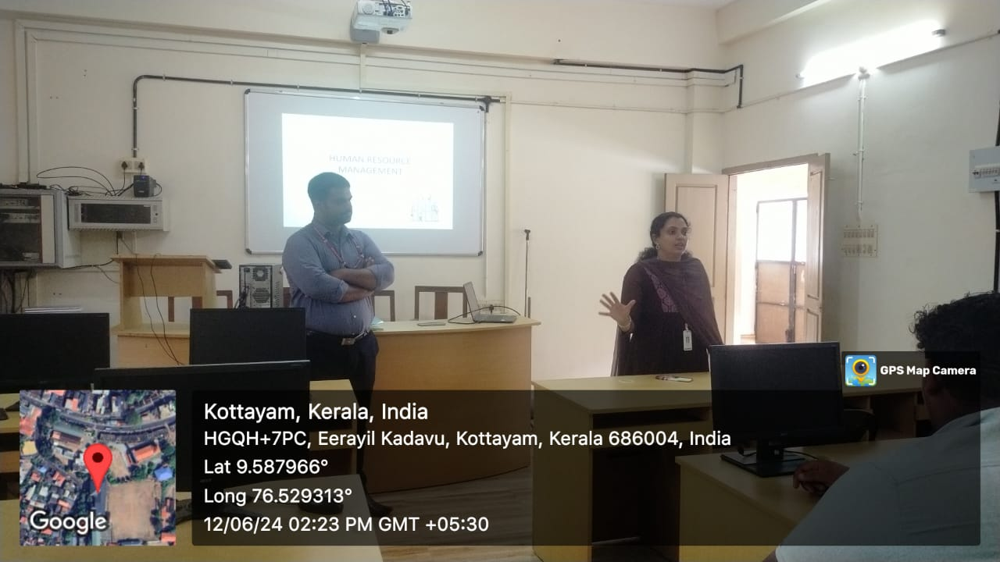 HUMAN RESOURCE
MANAGEMENT
GPS Map Camera
Kottayam, Kerala, India
HGQH+7PC, Eerayil Kadavu, Kottayam, Kerala 686004, India
Lat 9.587966°
Long 76.529313°
12/06/24 02:23 PM GMT +05:30
Google